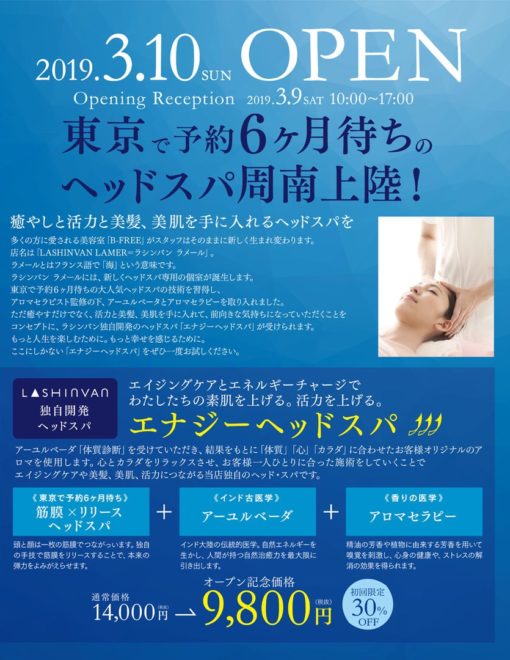 2019.3.10SUN OPEN
Opening Reception 2019.3.9SAT 10:00~17:00
東京で予約6ヶ月待ちの
ヘッドスパ周南上陸！
癒やしと活力と美髪、美肌を手に入れるヘッドスパを
多くの方に愛される美容室「B-FREE」がスタッフはそのままに新しく生まれ変わります。
店名は「LASHINVAN LAMER=ラシンバン ラメール」。
ラメールとはフランス語で「海」という意味です。
ラシンバン ラメールには、新しくヘッドスパ専用の個室が誕生します。
東京で予約6ヶ月待ちの大人気ヘッドスパの技術を習得し、
アロマセラピスト監修の下、アーユルベータとアロマセラピーを取り入れました。
ただ癒やすだけでなく、活力と美髪、美肌を手に入れて、前向きな気持ちになっていただくことを
コンセプトに、ラシンバン独自開発のヘッドスパ「エナジーヘッドスパ」が受けられます。
もっと人生を楽しむために。もっと幸せを感じるために。
ここにしかない「エナジーヘッドスパ」をぜひ一度お試しください。
LASHINVAN
独自開発
ヘッドスパ
エイジングケアとエネルギーチャージで
わたしたちの素肌を上げる。活力を上げる。
エナジーヘッドスパ
アーユルベーダ「体質診断」を受けていただき、結果をもとに「体質」「心」「カラダ」に合わせたお客様オリジナルのア
ロマを使用します。心とカラダをリラックスさせ、お客様一人ひとりに合った施術をしていくことで
エイジングケアや美髪、美肌、活力につながる当店独自のヘッド・スパです。
《東京で予約6ヶ月待ち》
筋膜×リリース
ヘッドスパ
+
《インド古医学》
アーユルベーダ
+
《香りの医学》
アロマセラピー
頭と顔は一枚の筋膜でつながっています。独自
の手技で筋膜をリリースすることで、本来の
弾力をよみがえらせます。
インド大陸の伝統的医学。自然エネルギーを
生かし、人間が持つ自然治癒力を最大限に
引き出します。
精油の芳香や植物に由来する芳香を用いて
嗅覚を刺激し、心身の健康や、ストレスの解
消の効果を得られます。
オープン記念価格
通常価格
14,000円(税抜)→9,800円(税抜)
初回限定
30%
OFF